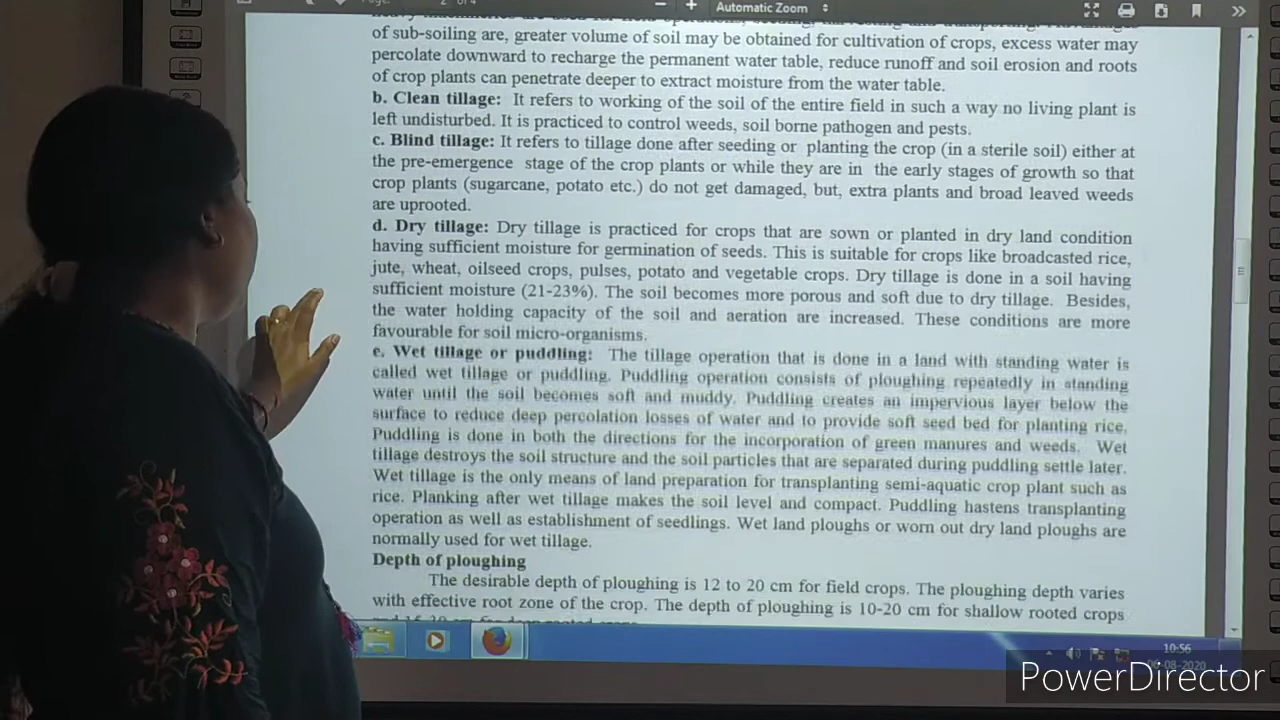 Automatic Zoom
of sub-soiling are, greater volume of soil may be obtained for cultivation of crops, excess water may
percolate downward to recharge the permanent water table, reduce runoff and soil erosion and roots
of crop plants can penetrate deeper to extract moisture from the water table.
b. Clean tillage: It refers to working of the soil of the entire field in such a way no living plant is
left undisturbed. It is practiced to control weeds, soil borne pathogen and pests.
c. Blind tillage: It refers to tillage done after seeding or planting the crop (in a sterile soil) either at
the pre-emergence stage of the crop plants or while they are in the early stages of growth so that
crop plants (sugarcane, potato etc.) do not get damaged, but, extra plants and broad leaved weeds
are uprooted.
d. Dry tillage: Dry tillage is practiced for crops that are sown or planted in dry land condition
having sufficient moisture for germination of seeds. This is suitable for crops like broadcasted rice,
jute, wheat, oilseed crops, pulses, potato and vegetable crops. Dry tillage is done in a soil having
sufficient moisture (21-23%). The soil becomes more porous and soft due to dry tillage. Besides,
the water holding capacity of the soil and aeration are increased. These conditions are more
favourable for soil micro-organisms.
e. Wet tillage or puddling: The tillage operation that is done in a land with standing water is
called wet tillage or puddling. Puddling operation consists of ploughing repeatedly in standing
water until the soil becomes soft and muddy. Puddling creates an impervious layer below the
surface to reduce deep percolation losses of water and to provide soft seed bed for planting rice.
Puddling is done in both the directions for the incorporation of green manures and weeds. Wet
tillage destroys the soil structure and the soil particles that are separated during puddling settle later.
Wet tillage is the only means of land preparation for transplanting semi-aquatic crop plant such as
rice. Planking after wet tillage makes the soil level and compact. Puddling hastens transplanting
operation as well as establishment of seedlings. Wet land ploughs or worn out dry land ploughs are
normally used for wet tillage.
Depth of ploughing
The desirable depth of ploughing is 12 to 20 cm for field crops. The ploughing depth varies
with effective root zone of the crop. The depth of ploughing is 10-20 cm for shallow rooted crops
10:56
06-08-2020
PowerDirector